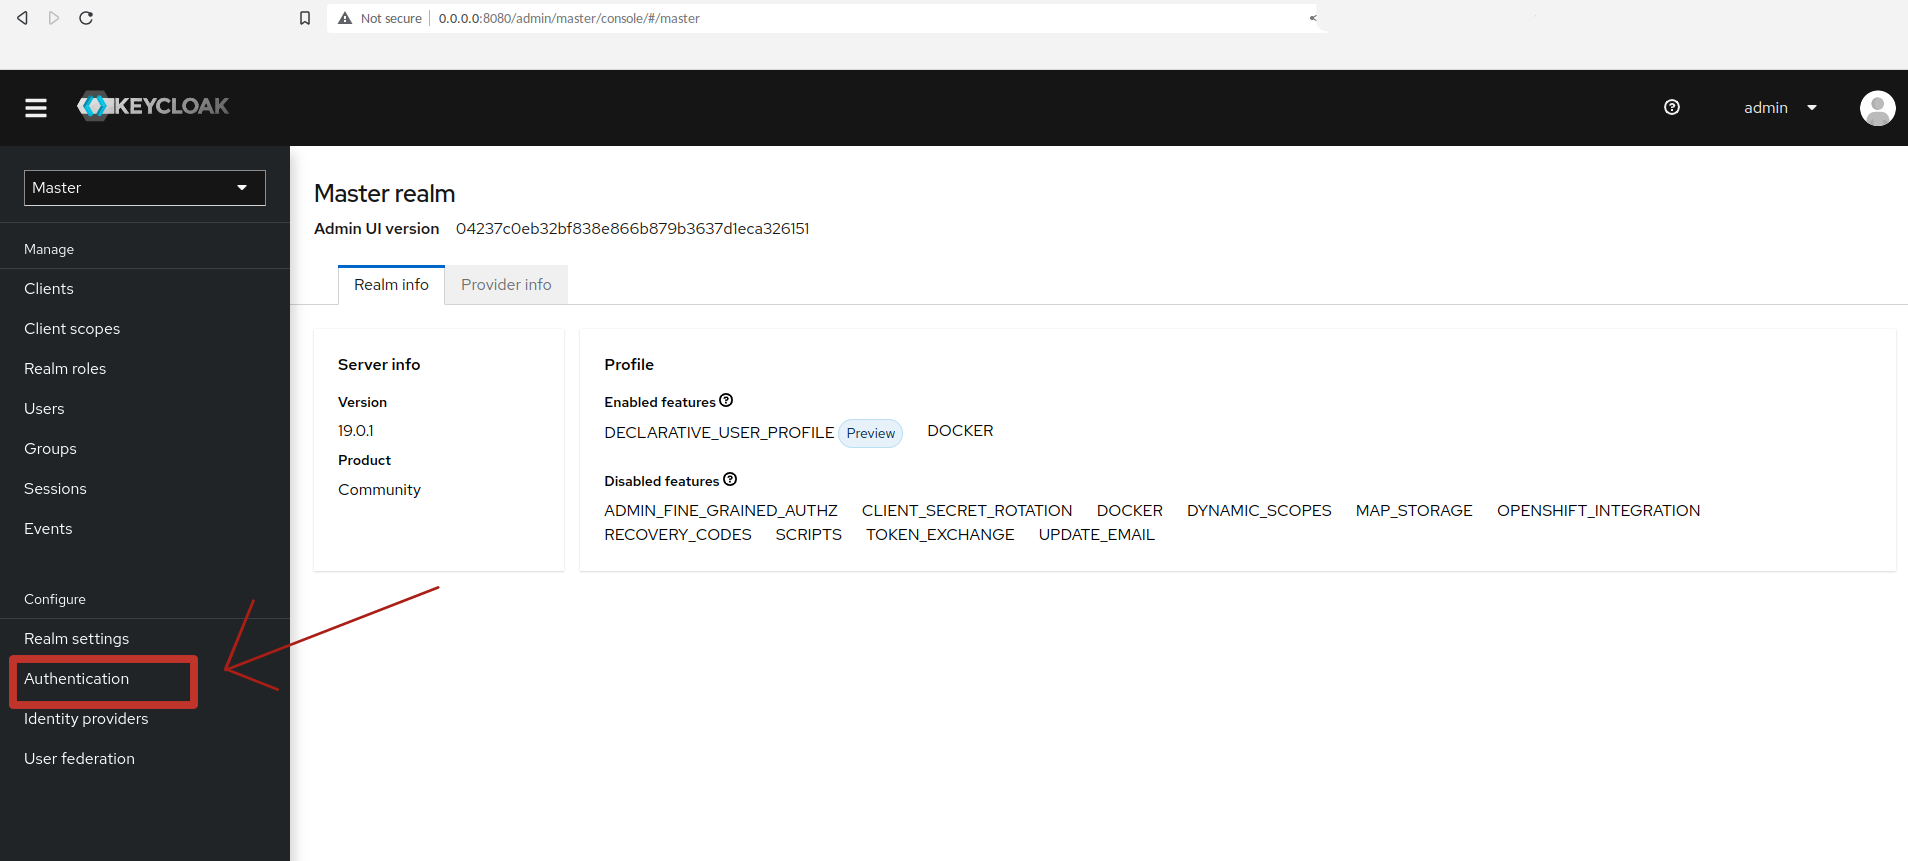 Not secure 0.0.0.0:8080/admin/master/console/#/master
KEYCLOAK
admin
Master
Manage
Clients
Client scopes
Realm roles
Users
Groups
Sessions
Events
Configure
Realm settings
Authentication
Identity providers
User federation
Master realm
Admin UI version 04237c0eb32bf838e866b879b3637d1eca326151
Realm info Provider info
Server info
Version
19.0.1
Product
Community
Profile
Enabled features
DECLARATIVE_USER_PROFILE Preview DOCKER
Disabled features
ADMIN_FINE_GRAINED_AUTHZ CLIENT_SECRET_ROTATION DOCKER DYNAMIC_SCOPES MAP_STORAGE OPENSHIFT_INTEGRATION
RECOVERY_CODES SCRIPTS TOKEN_EXCHANGE UPDATE_EMAIL